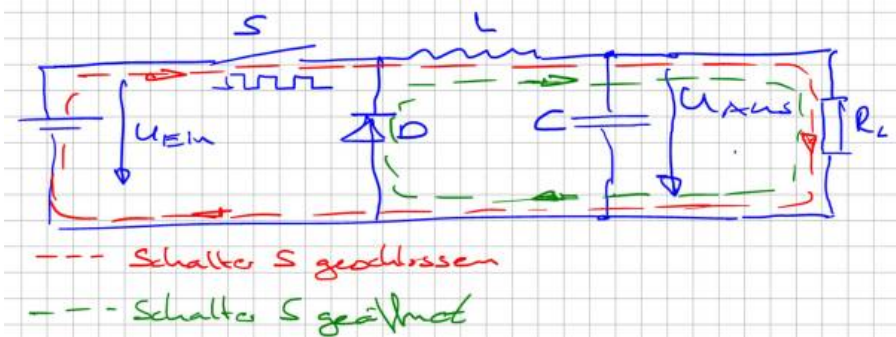 S L
U_Ein D C U_Aus R_L
--- Schalter S geschlossen
--- Schalter S geöffnet